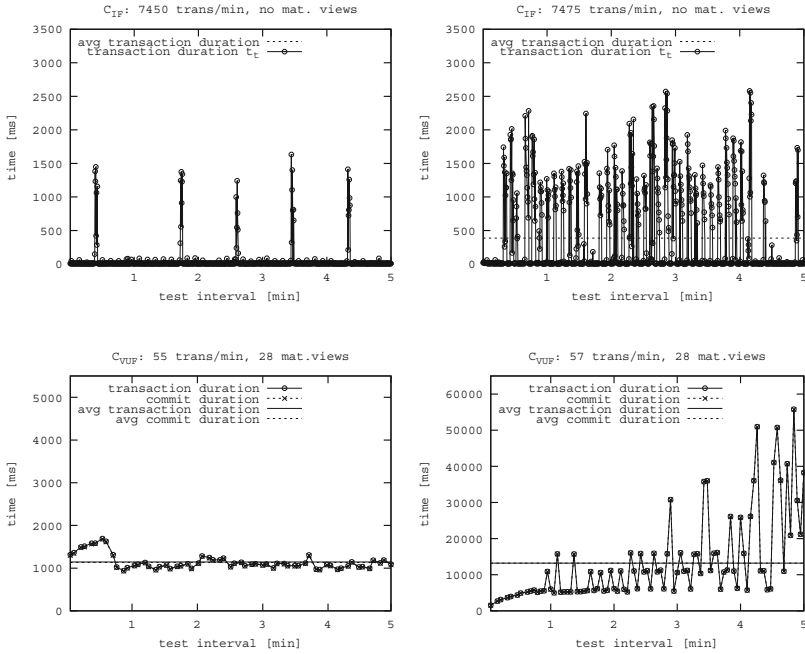 C_IF: 7450 trans/min, no mat. views
3500
3000
2500
2000
1500
1000
500
0
time [ms]
avg transaction duration
transaction duration t_t
1
2
3
4
5
test interval [min]
C_IF: 7475 trans/min, no mat. views
3500
3000
2500
2000
1500
1000
500
0
time [ms]
avg transaction duration
transaction duration t_t
1
2
3
4
5
test interval [min]
C_VUF: 55 trans/min, 28 mat.views
5000
4000
3000
2000
1000
0
time [ms]
transaction duration
commit duration
avg transaction duration
avg commit duration
1
2
3
4
5
test interval [min]
C_VUF: 57 trans/min, 28 mat.views
60000
50000
40000
30000
20000
10000
0
time [ms]
transaction duration
commit duration
avg transaction duration
avg commit duration
1
2
3
4
5
test interval [min]